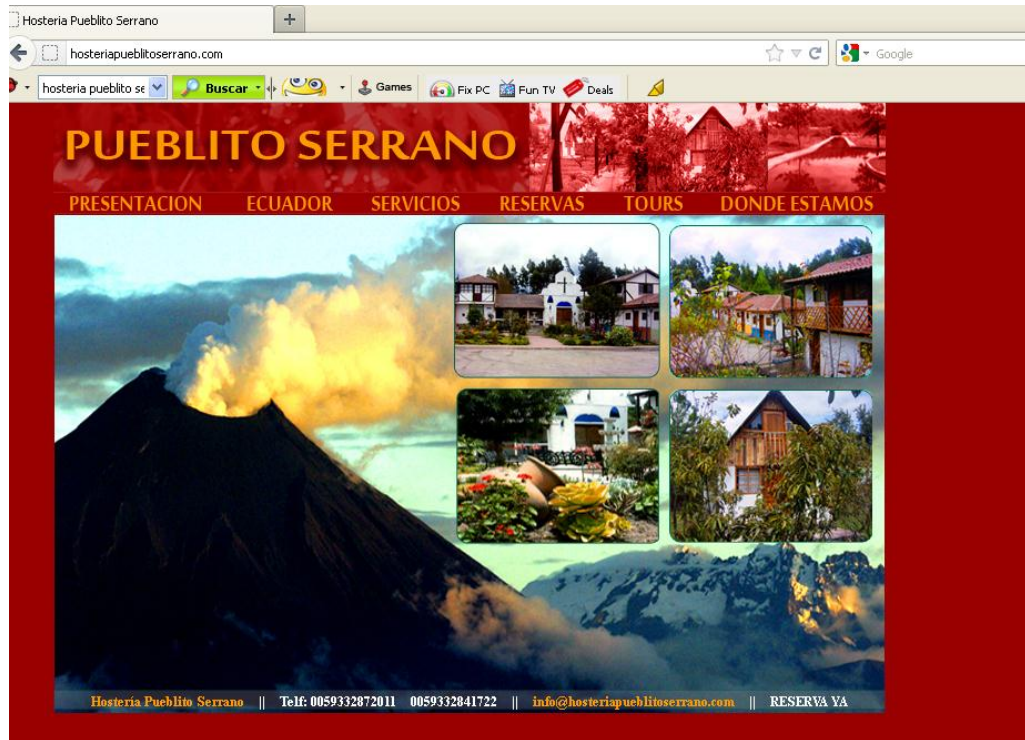 Hosteria Pueblito Serrano
hosteriapueblitoserrano.com
Google
hosteria pueblito se
Buscar
Games
Fix PC
Fun TV
Deals
PUEBLITO SERRANO
PRESENTACION ECUADOR SERVICIOS RESERVAS TOURS DONDE ESTAMOS
Hostería Pueblito Serrano || Telf: 0059332872011 0059332841722 || info@hosteriapueblitoserrano.com || RESERVA YA